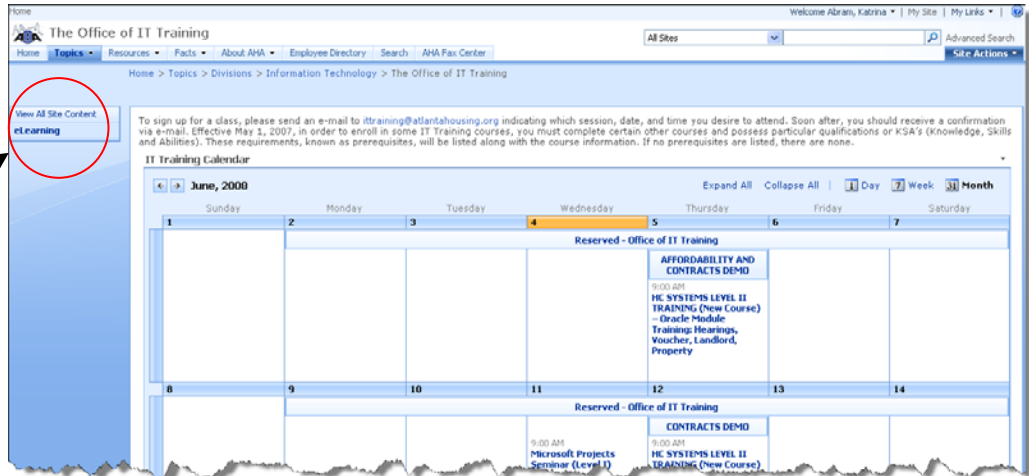 Home
Welcome Abram, Katrina | My Site | My Links |
The Office of IT Training
All Sites
Advanced Search
Home Topics Resources Facts About AHA Employee Directory Search AHA Fax Center
Site Actions
Home > Topics > Divisions > Information Technology > The Office of IT Training
View All Site Content
eLearning
To sign up for a class, please send an e-mail to ittraining@atlantahousing.org indicating which session, date, and time you desire to attend. Soon after, you should receive a confirmation
via e-mail. Effective May 1, 2007, in order to enroll in some IT Training courses, you must complete certain other courses and possess particular qualifications or KSA's (Knowledge, Skills
and Abilities). These requirements, known as prerequisites, will be listed along with the course information. If no prerequisites are listed, there are none.
IT Training Calendar
June, 2008
Expand All Collapse All | 1 Day 7 Week 31 Month
Sunday Monday Tuesday Wednesday Thursday Friday Saturday
1 2 3 4 5 6 7
Reserved - Office of IT Training
AFFORDABILITY AND
CONTRACTS DEMO
9:00 AM
HC SYSTEMS LEVEL II
TRAINING (New Course)
– Oracle Module
Training: Hearings,
Voucher, Landlord,
Property
8 9 10 11 12 13 14
Reserved - Office of IT Training
CONTRACTS DEMO
9:00 AM
Microsoft Projects
Seminar (Level I)
9:00 AM
HC SYSTEMS LEVEL II
TRAINING (New Course)